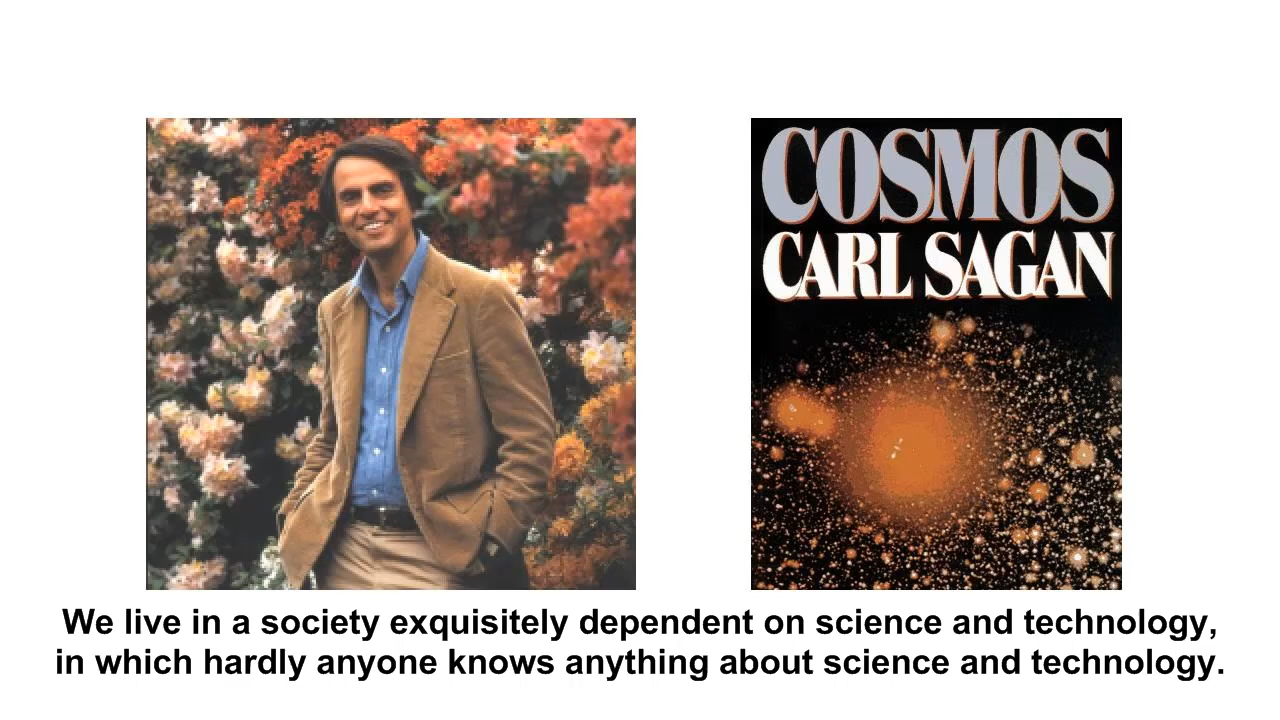 COSMOS
CARL SAGAN
We live in a society exquisitely dependent on science and technology,
in which hardly anyone knows anything about science and technology.